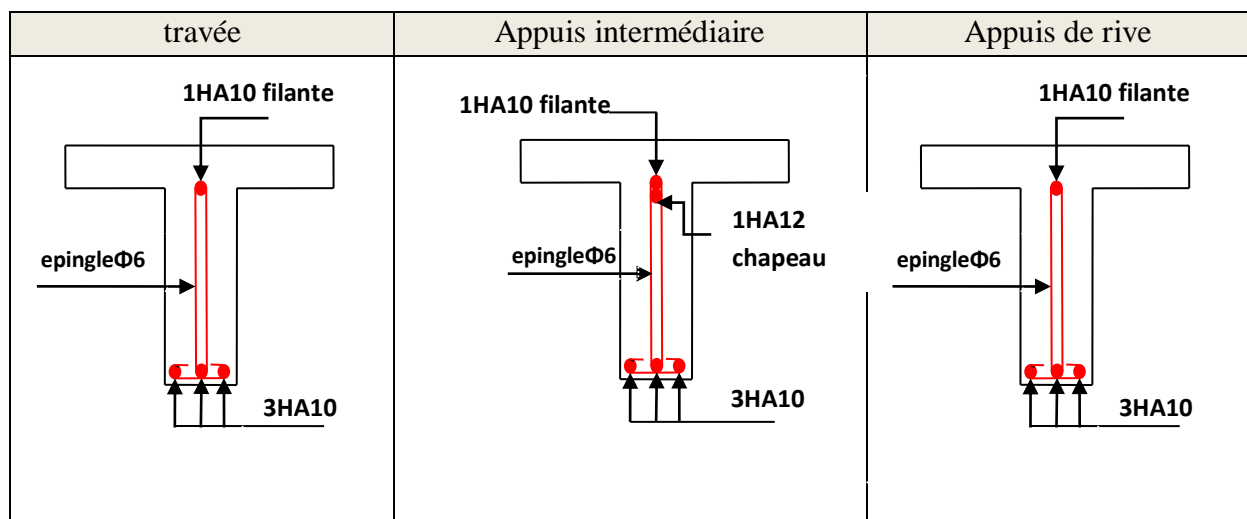 travée
Appuis intermédiaire
Appuis de rive
1HA10 filante
epingleΦ6
3HA10
1HA10 filante
1HA12
chapeau
epingleΦ6
3HA10
1HA10 filante
epingleΦ6
3HA10